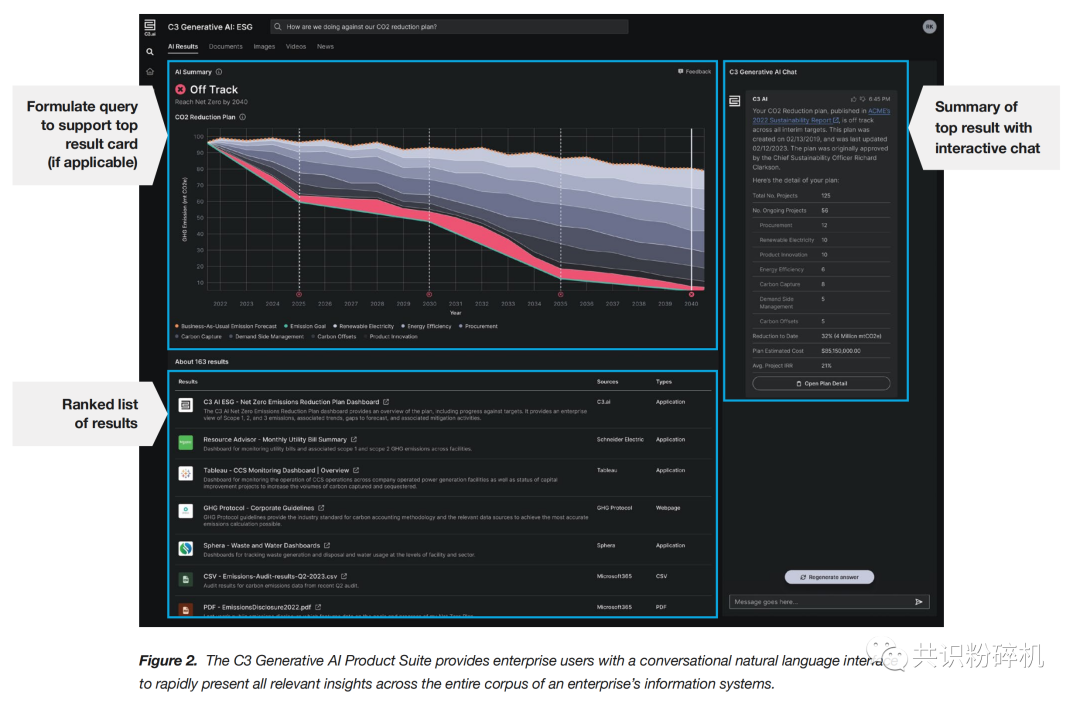 C3.ai
C3 Generative AI: ESG
How are we doing against our CO2 reduction plan?
RK
AI Results Documents Images Videos News
Formulate query
to support top
result card
(if applicable)
AI Summary
Feedback
Off Track
Reach Net Zero by 2040
CO2 Reduction Plan
GHG Emission (mt CO2e)
100
90
80
70
60
50
40
30
20
10
2022 2023 2024 2025 2026 2027 2028 2029 2030 2031 2032 2033 2034 2035 2036 2037 2038 2039 2040
Year
Business-As-Usual Emission Forecast Emission Goal Renewable Electricity Energy Efficiency Procurement
Carbon Capture Demand Side Management Carbon Offsets Product Innovation
C3 Generative AI Chat
C3 AI 6:45 PM
Your CO2 Reduction plan, published in ACME's
2022 Sustainability Report, is off track
across all interim targets. This plan was
created on 02/13/2019, and was last updated
02/12/2023. The plan was originally approved
by the Chief Sustainability Officer Richard
Clarkson.
Here's the detail of your plan:
Total No. Projects 125
No. Ongoing Projects 56
Procurement 12
Renewable Electricity 10
Product Innovation 10
Energy Efficiency 6
Carbon Capture 8
Demand Side
Management 5
Carbon Offsets 5
Reduction to Date 32% (4 Million mtCO2e)
Plan Estimated Cost $85,150,000.00
Avg. Project IRR 21%
Open Plan Detail
Summary of
top result with
interactive chat
Ranked list
of results
About 163 results
Results Sources Types
C3 AI ESG - Net Zero Emissions Reduction Plan Dashboard C3.ai Application
The C3 AI ESG Net Zero Emissions Reduction Plan dashboard provides an overview of the plan, including progress against targets. It provides an enterprise
view of Scope 1, 2, and 3 emissions, associated trends, gaps to forecast, and associated mitigation activities.
Resource Advisor - Monthly Utility Bill Summary Schneider Electric Application
Dashboard for monitoring utility bills and associated scope 1 and scope 2 GHG emissions across facilities.
Tableau - CCS Monitoring Dashboard | Overview Tableau Application
Dashboard for monitoring the operation of CCS operations across company operated power generation facilities as well as status of capital
improvement projects to increase the volumes of carbon captured and sequestered.
GHG Protocol - Corporate Guidelines GHG Protocol Webpage
GHG Protocol guidelines provide the industry standard for carbon accounting methodology and the relevant data sources to achieve the most accurate
emissions calculation possible.
Sphera - Waste and Water Dashboards Sphera Application
Dashboards for tracking waste generation and disposal and water usage at the levels of facility and sector
CSV - Emissions-Audit-results-Q2-2023.csv Microsoft365 CSV
Audit results for carbon emissions data from recent Q2 audit.
PDF - EmissionsDisclosure2022.pdf Microsoft365 PDF
Regenerate answer
Message goes here...
Figure 2. The C3 Generative AI Product Suite provides enterprise users with a conversational natural language interface
to rapidly present all relevant insights across the entire corpus of an enterprise's information systems.
共识粉碎机